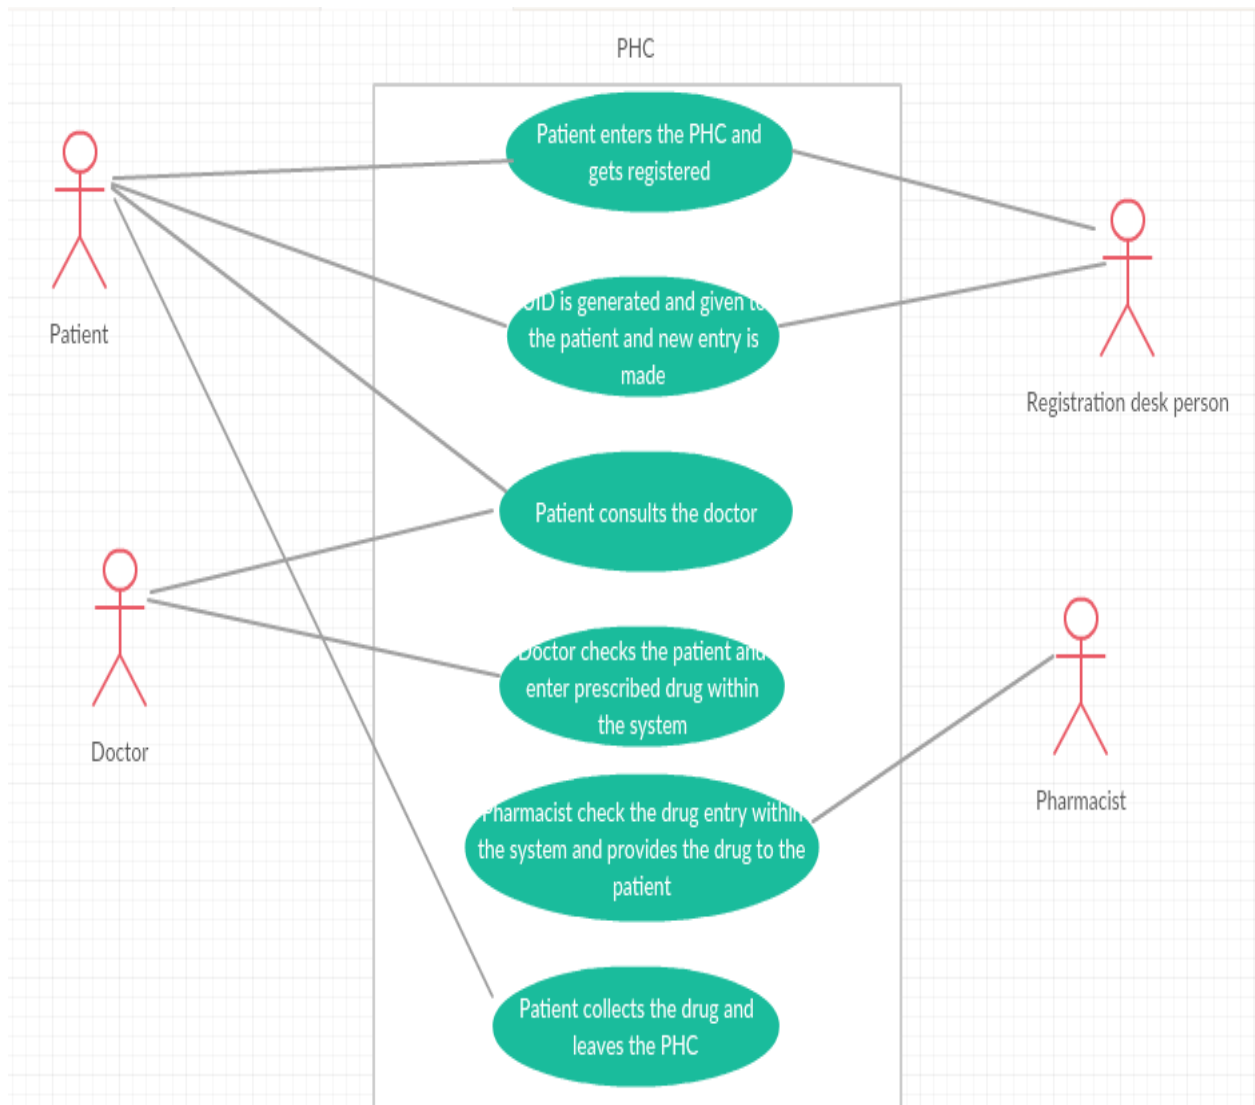 PHC
Patient enters the PHC and
gets registered
Patient
UID is generated and given to
the patient and new entry is
made
Registration desk person
Patient consults the doctor
Doctor checks the patient and
enter prescribed drug within
the system
Doctor
Pharmacist
Pharmacist check the drug entry within
the system and provides the drug to the
patient
Patient collects the drug and
leaves the PHC